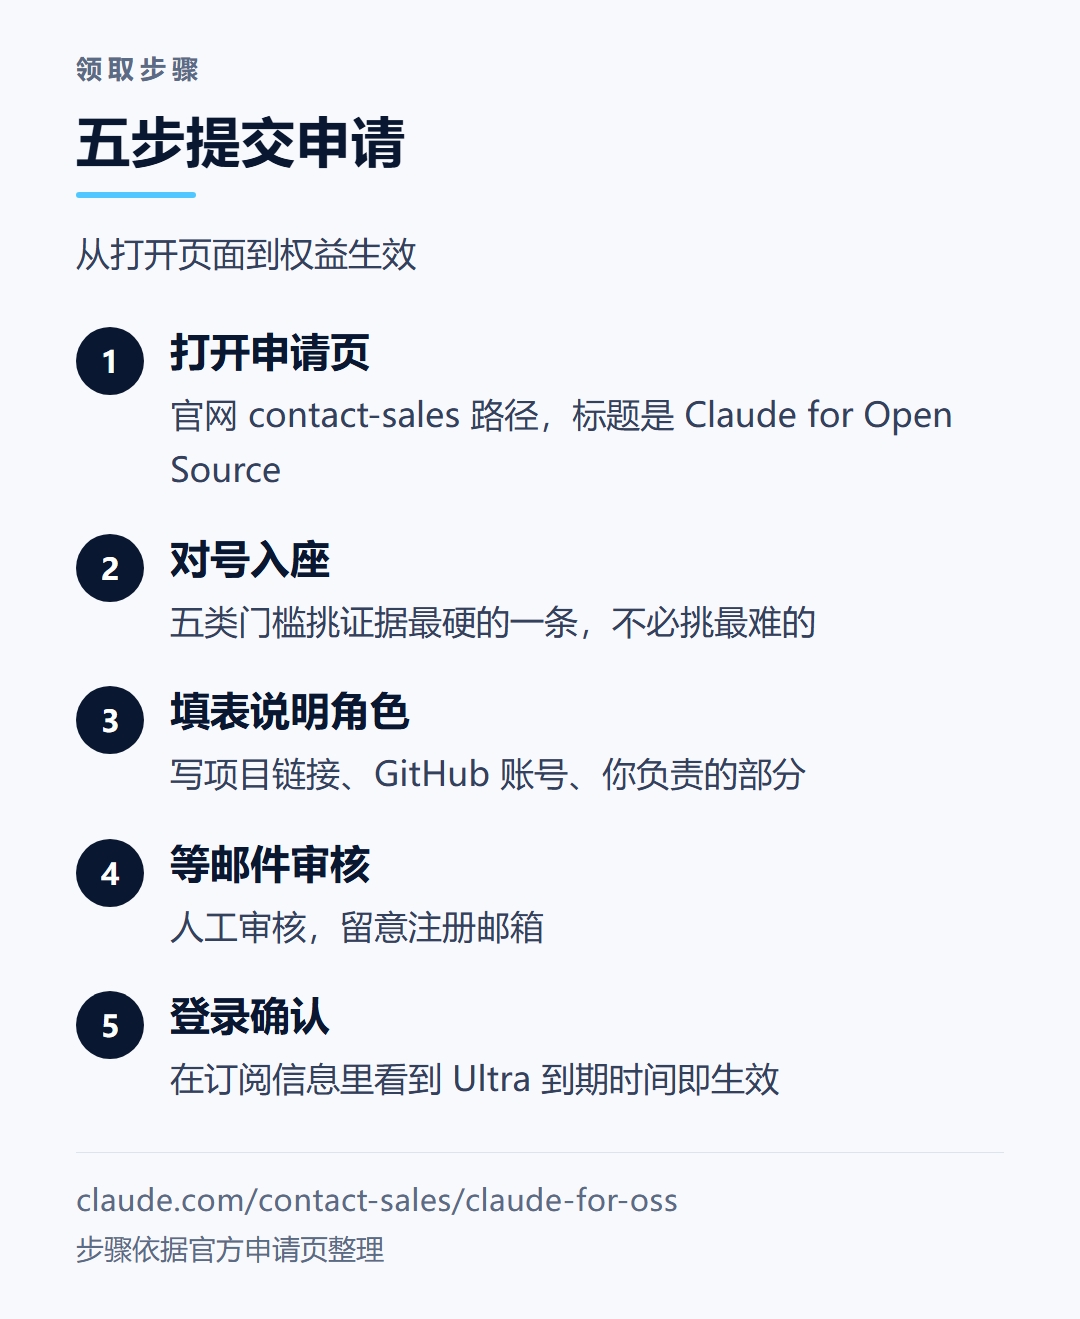 领取步骤
五步提交申请
从打开页面到权益生效
1
打开申请页
官网 contact-sales 路径，标题是 Claude for Open
Source
2
对号入座
五类门槛挑证据最硬的一条，不必挑最难的
3
填表说明角色
写项目链接、GitHub 账号、你负责的部分
4
等邮件审核
人工审核，留意注册邮箱
5
登录确认
在订阅信息里看到 Ultra 到期时间即生效
claude.com/contact-sales/claude-for-oss
步骤依据官方申请页整理